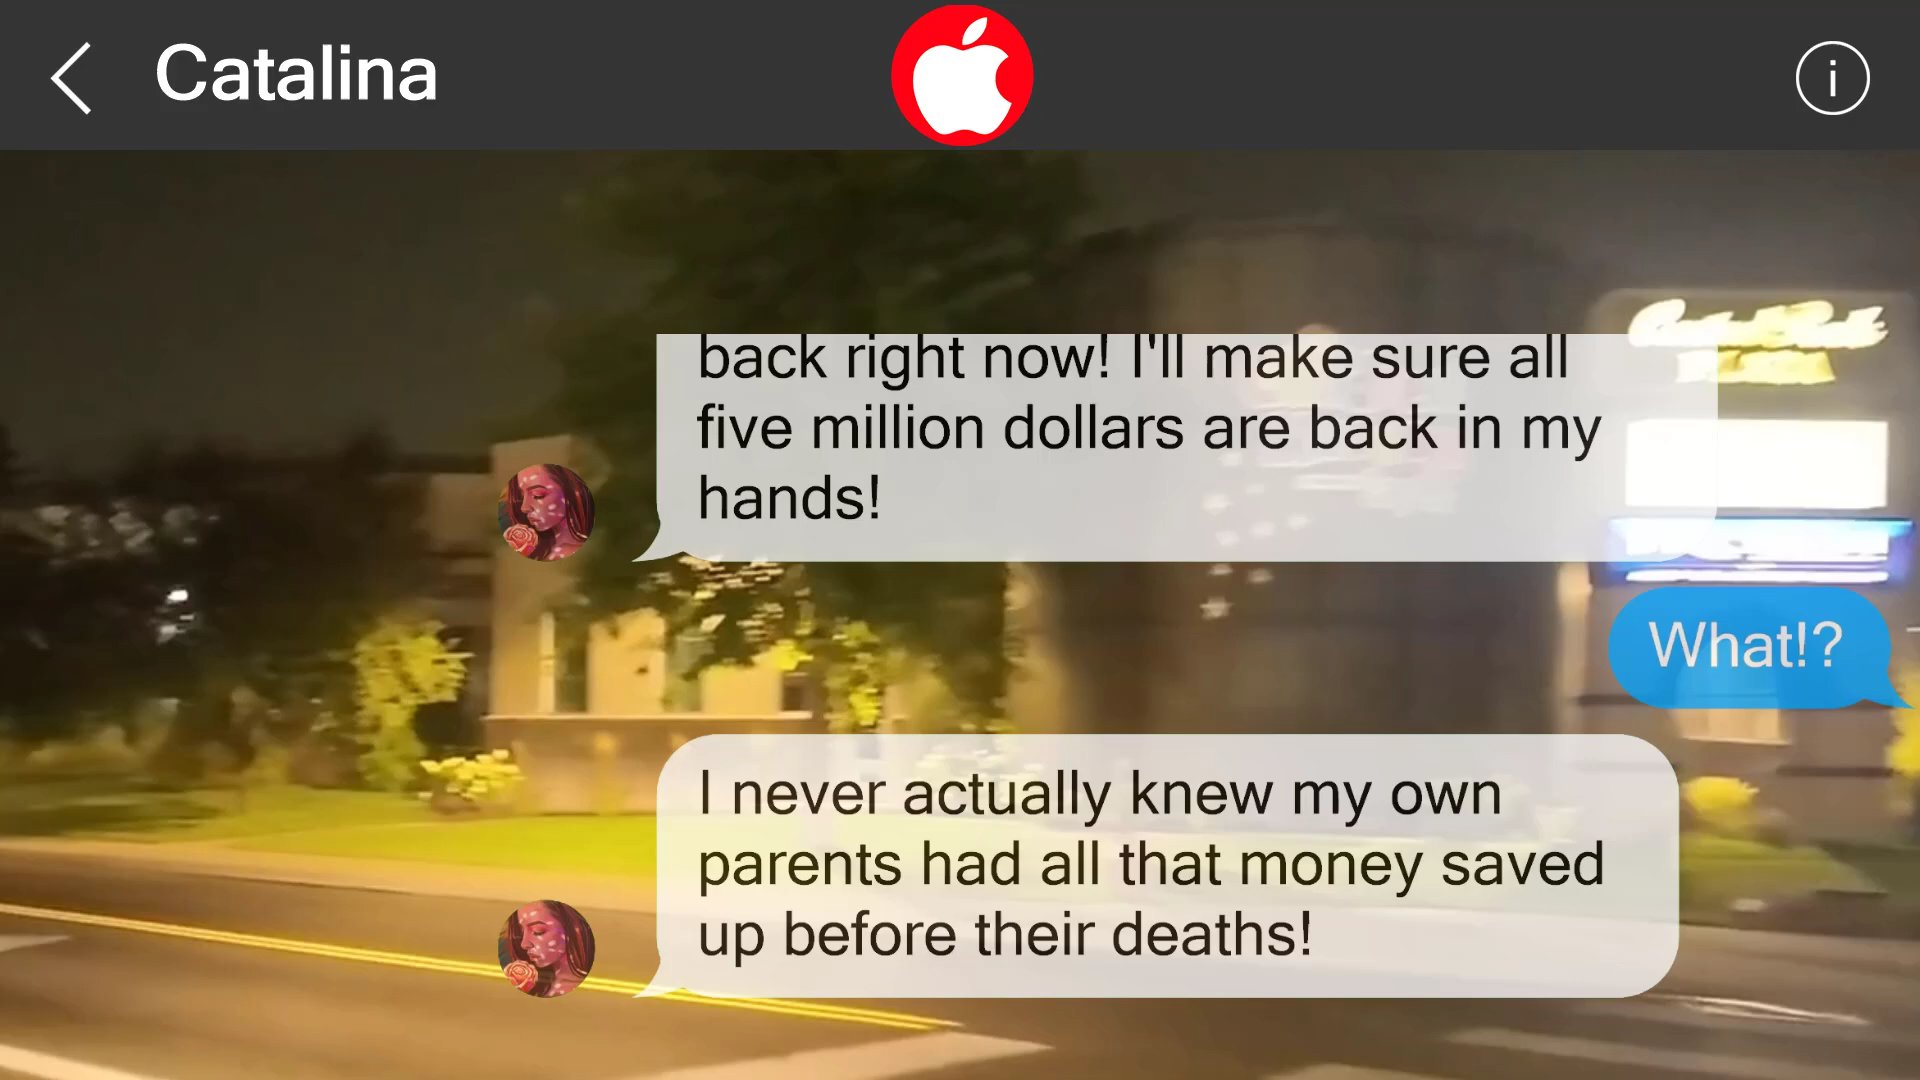 Catalina
i
back right now! I'll make sure all
five million dollars are back in my
hands!
What!?
I never actually knew my own
parents had all that money saved
up before their deaths!